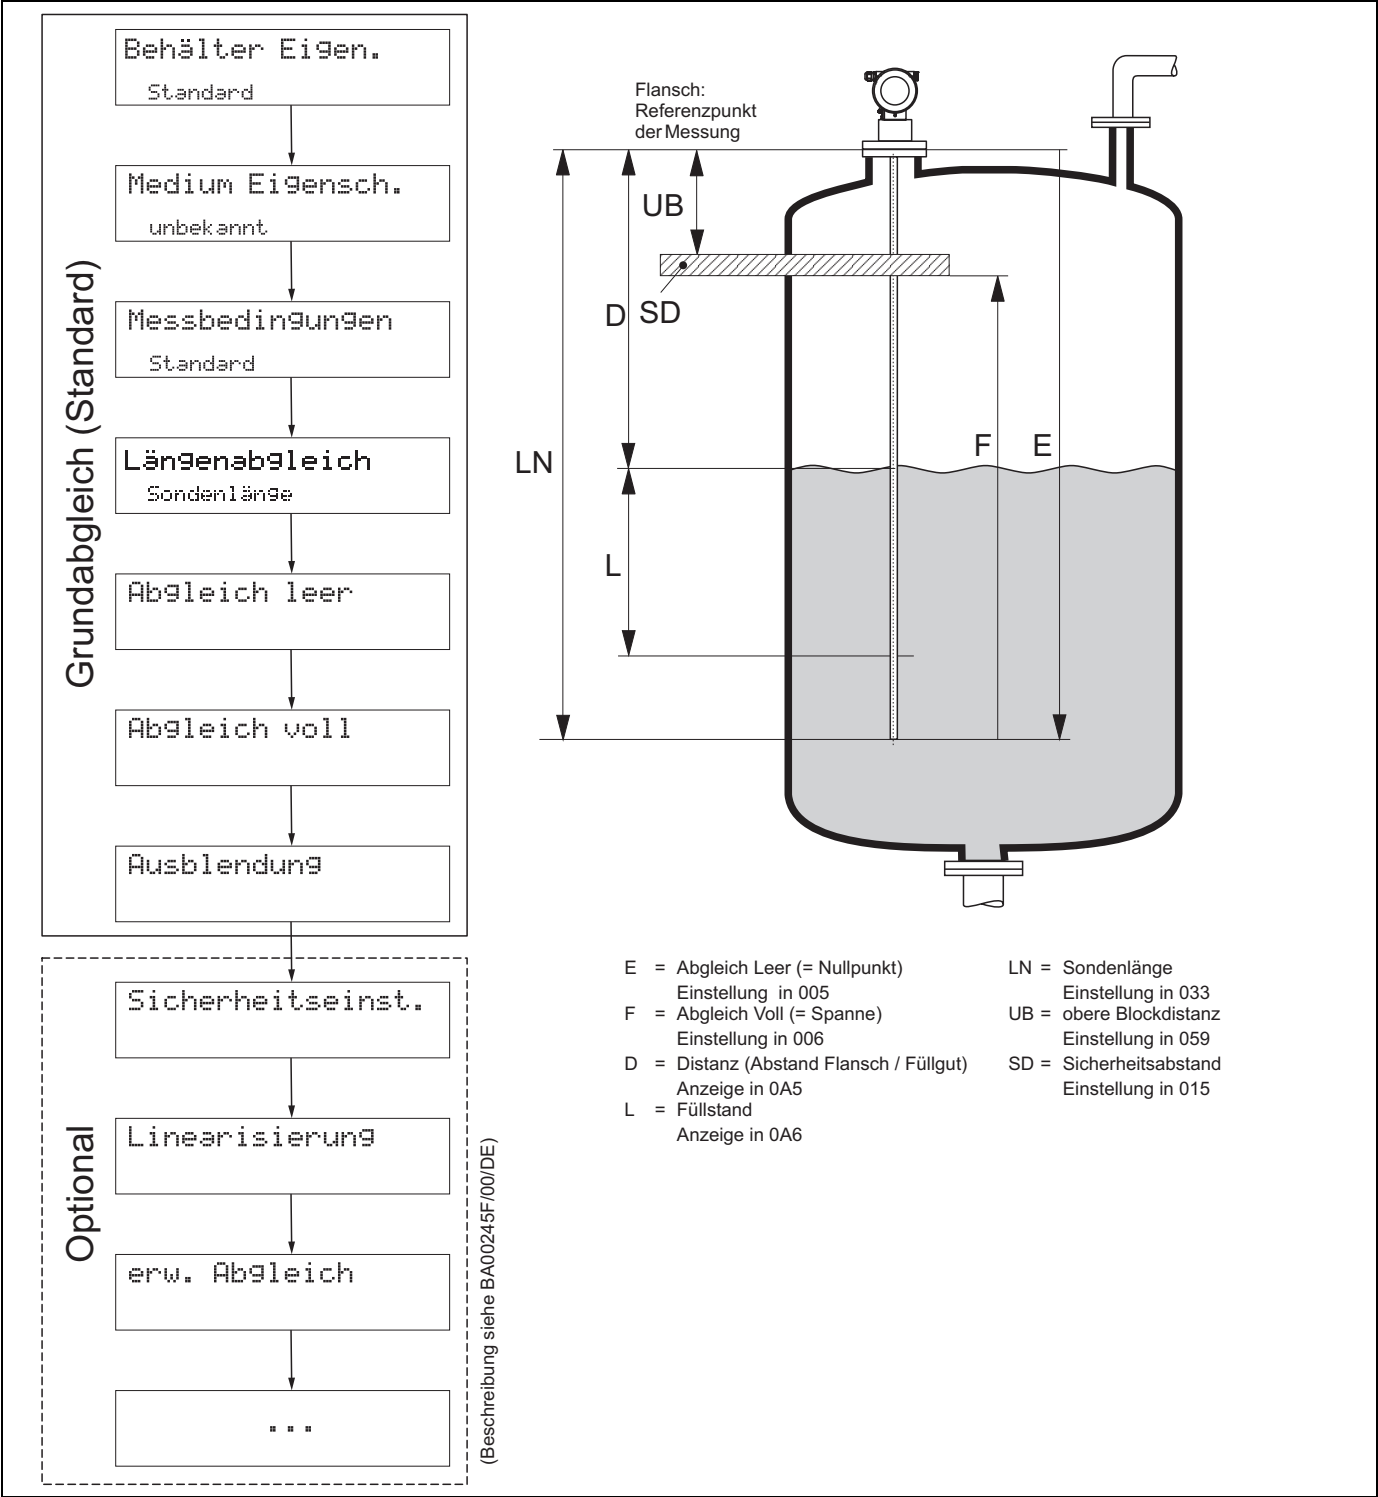 Grundabgleich (Standard)
Behälter Eigen.
Standard
Medium Eigensch.
unbekannt
Messbedingungen
Standard
Längenabgleich
Sondenlänge
Abgleich leer
Abgleich voll
Ausblendung
Optional
Sicherheitseinst.
Linearisierung
erw. Abgleich
...
(Beschreibung siehe BA00245F/00/DE)
Flansch:
Referenzpunkt
der Messung
UB
D
SD
LN
F
E
L
E = Abgleich Leer (= Nullpunkt)
Einstellung in 005
F = Abgleich Voll (= Spanne)
Einstellung in 006
D = Distanz (Abstand Flansch / Füllgut)
Anzeige in 0A5
L = Füllstand
Anzeige in 0A6
LN = Sondenlänge
Einstellung in 033
UB = obere Blockdistanz
Einstellung in 059
SD = Sicherheitsabstand
Einstellung in 015